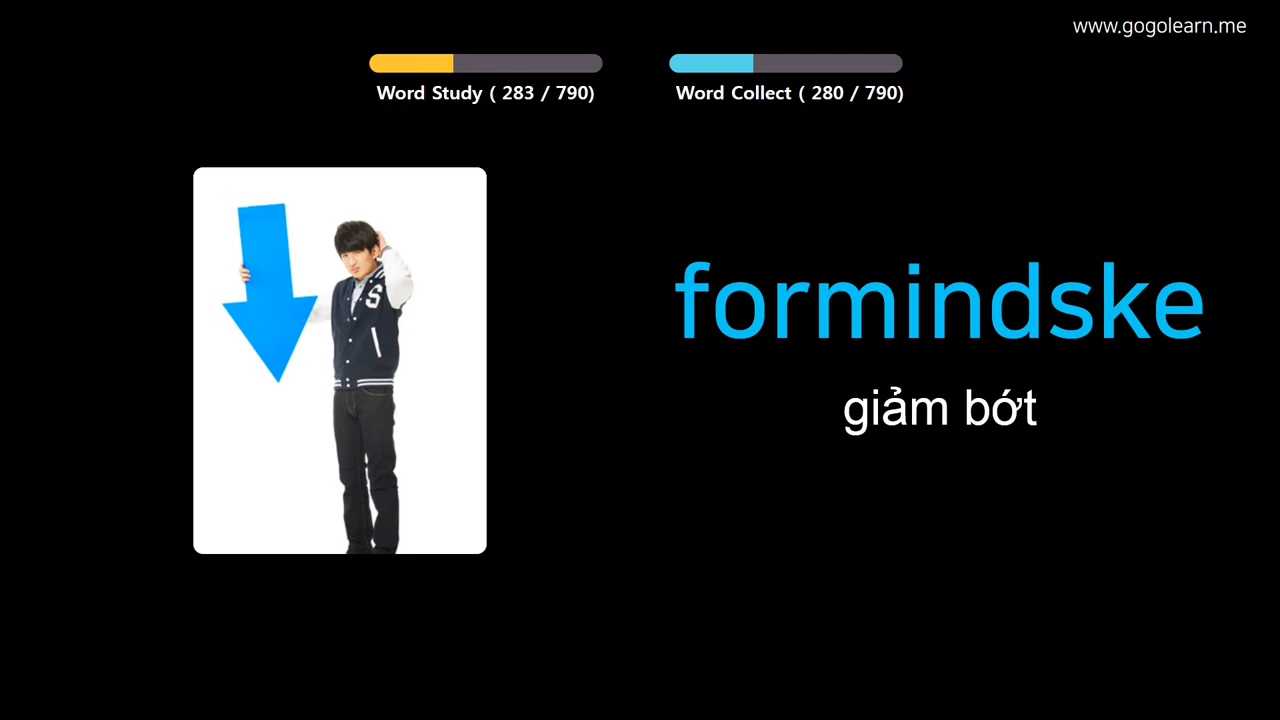 www.gogolearn.me
Word Study ( 283 / 790)
Word Collect ( 280 / 790)
S
formindske
giảm bớt